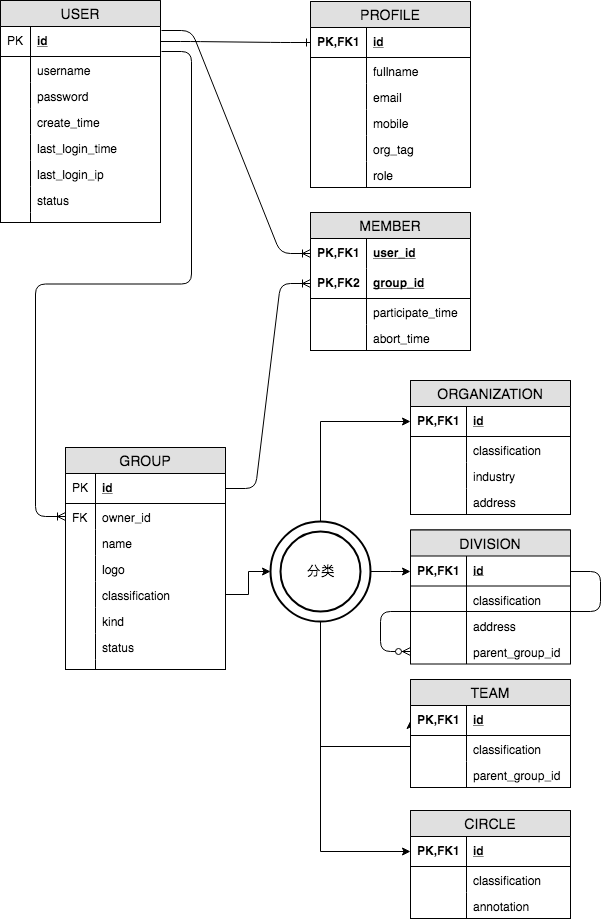 USER
PK id
username
password
create_time
last_login_time
last_login_ip
status
PROFILE
PK,FK1 id
fullname
email
mobile
org_tag
role
MEMBER
PK,FK1 user_id
PK,FK2 group_id
participate_time
abort_time
GROUP
PK id
FK owner_id
name
logo
classification
kind
status
分类
ORGANIZATION
PK,FK1 id
classification
industry
address
DIVISION
PK,FK1 id
classification
address
parent_group_id
TEAM
PK,FK1 id
classification
parent_group_id
CIRCLE
PK,FK1 id
classification
annotation